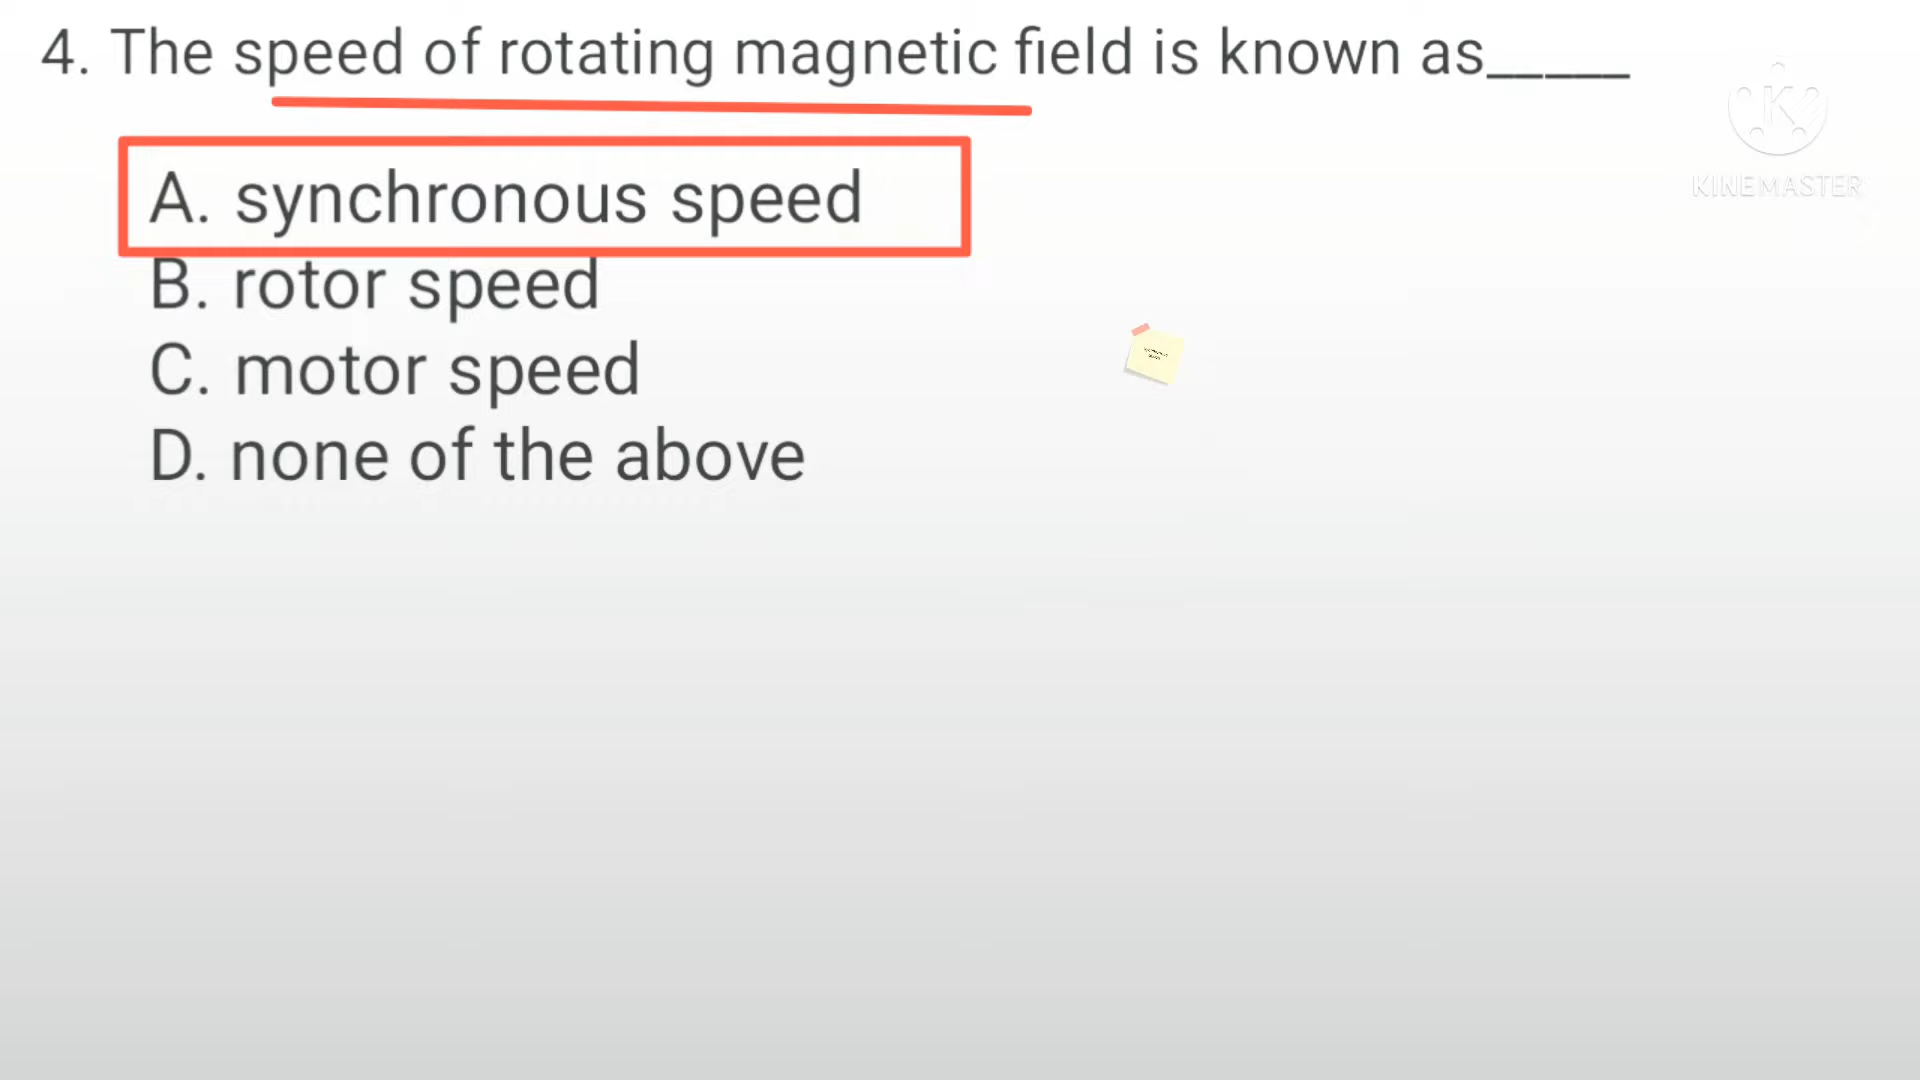 4. The speed of rotating magnetic field is known as_____
KINEMASTER
A. synchronous speed
B. rotor speed
C. motor speed
D. none of the above